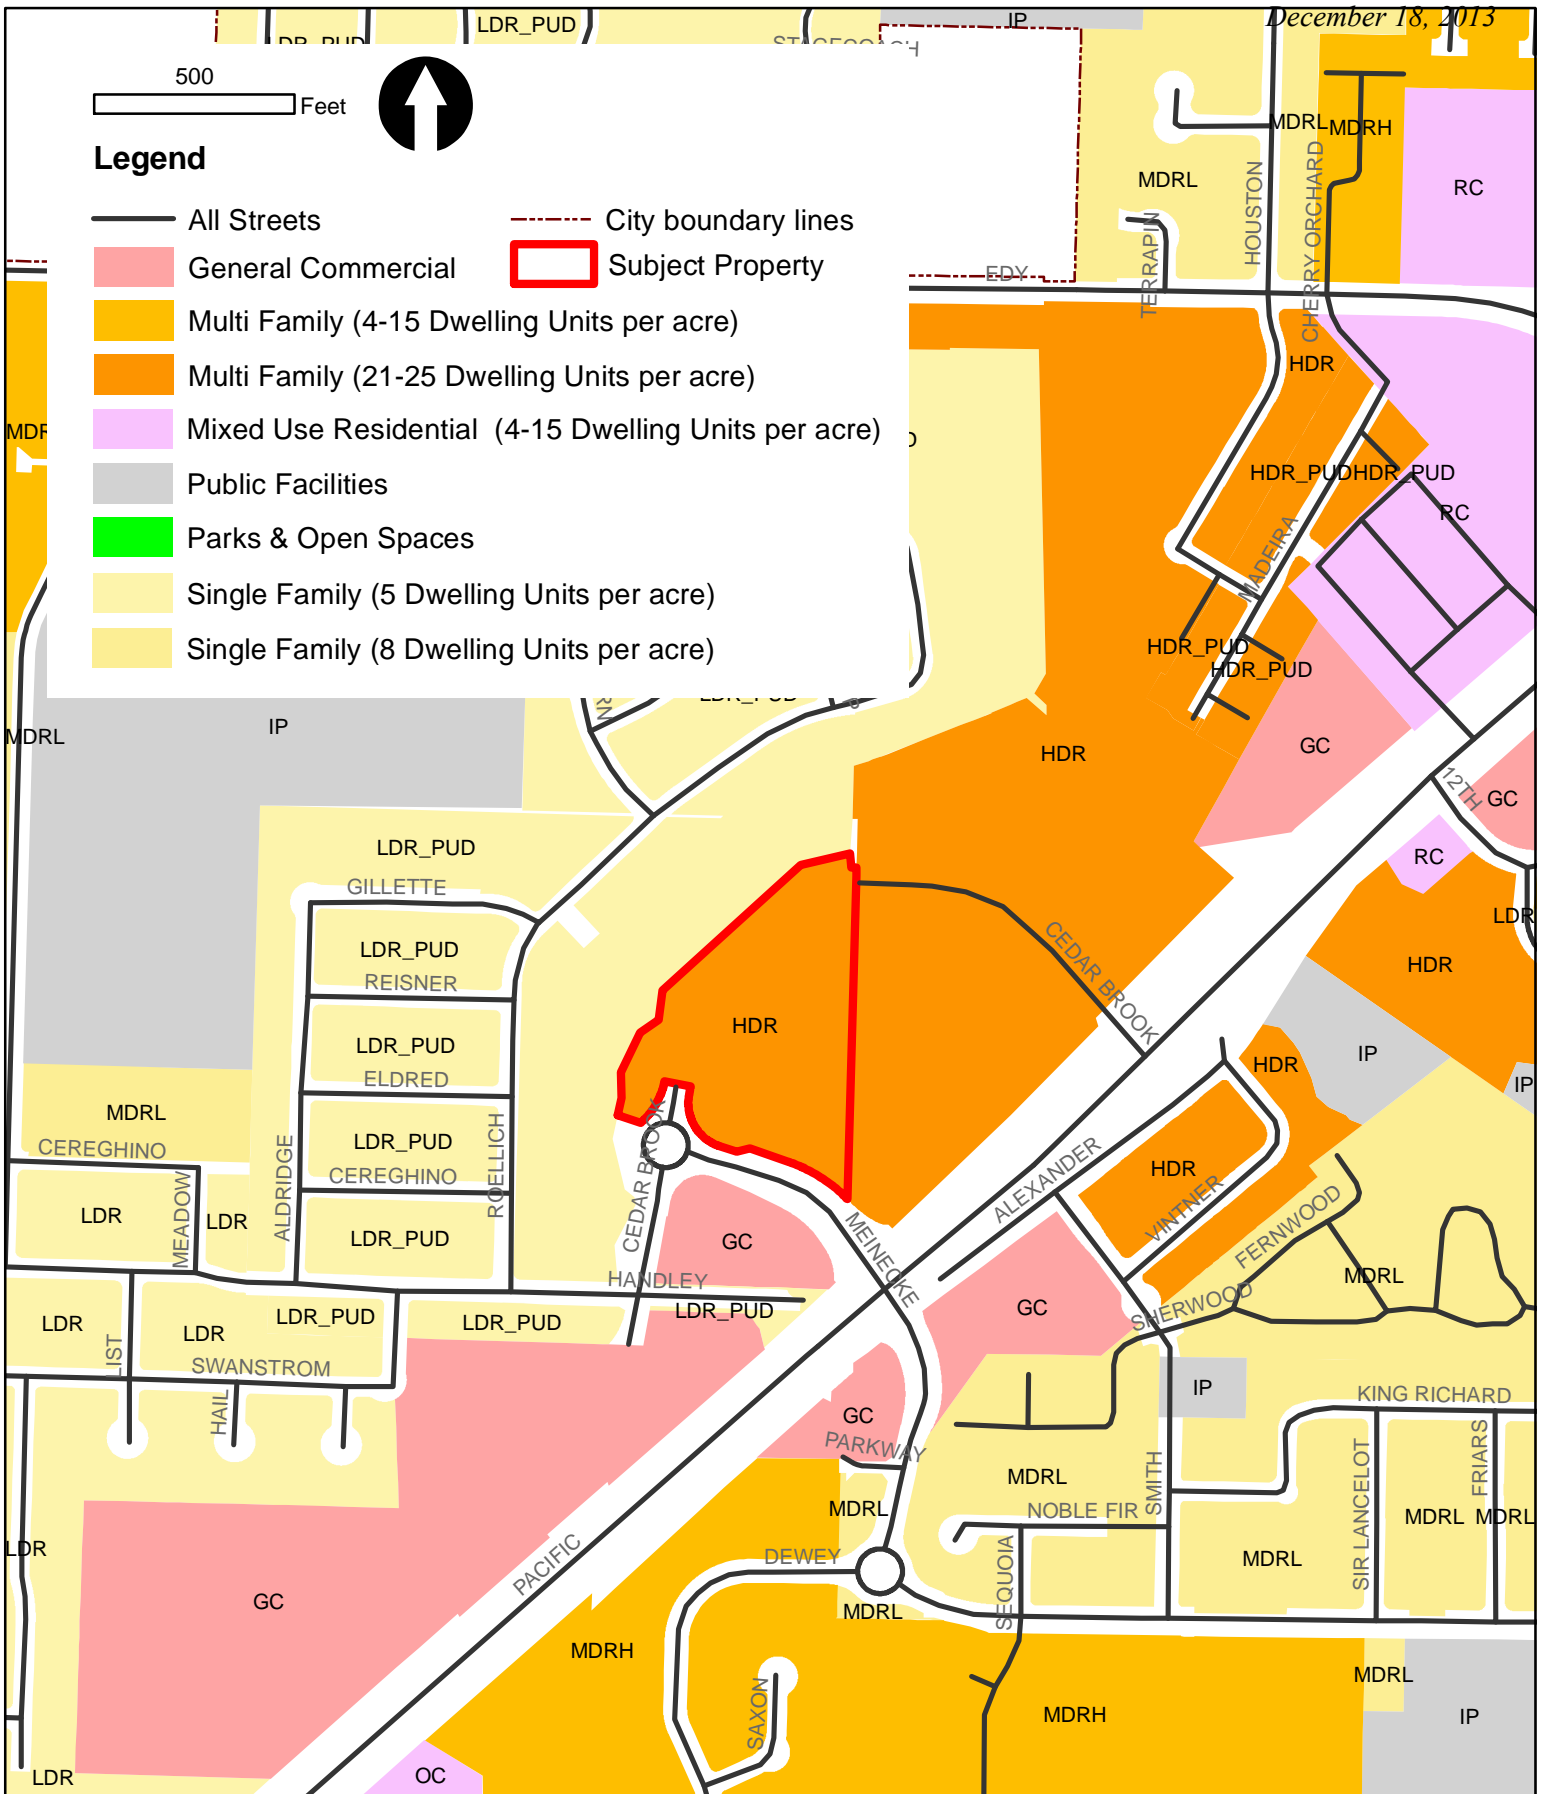 IP
December 18, 2013
LDR_PUD
LDR_PUD
STAGECOACH
500
Feet
Legend
All Streets
City boundary lines
General Commercial
Subject Property
Multi Family (4-15 Dwelling Units per acre)
Multi Family (21-25 Dwelling Units per acre)
Mixed Use Residential (4-15 Dwelling Units per acre)
Public Facilities
Parks & Open Spaces
Single Family (5 Dwelling Units per acre)
Single Family (8 Dwelling Units per acre)
MDRL
MDRH
MDRL
RC
TERRAPIN
HOUSTON
CHERRY ORCHARD
EDY
HDR
HDR_PUD
HDR_PUD
RC
MADEIRA
HDR_PUD
HDR_PUD
LDR_PUD
IP
MDRL
HDR
GC
12TH
GC
RC
LDR
LDR_PUD
GILLETTE
LDR_PUD
REISNER
LDR_PUD
ELDRED
LDR_PUD
CEREGHINO
LDR_PUD
ROELLICH
ALDRIDGE
MDRL
CEREGHINO
LDR
MEADOW
LDR
HDR
CEDAR BROOK
CEDAR BROOK
HDR
IP
HDR
IP
HDR
ALEXANDER
VINTNER
FERNWOOD
MDRL
SHERWOOD
GC
MEINECKE
HANDLEY
LDR_PUD
GC
LDR
LIST
LDR
LDR_PUD
LDR_PUD
SWANSTROM
HAIL
IP
KING RICHARD
GC
PARKWAY
MDRL
MDRL
NOBLE FIR
SMITH
SIR LANCELOT
FRIARS
MDRL
MDRL
MDRL
LDR
PACIFIC
DEWEY
SEQUOIA
MDRL
GC
MDRH
SAXON
MDRH
MDRL
IP
LDR
OC